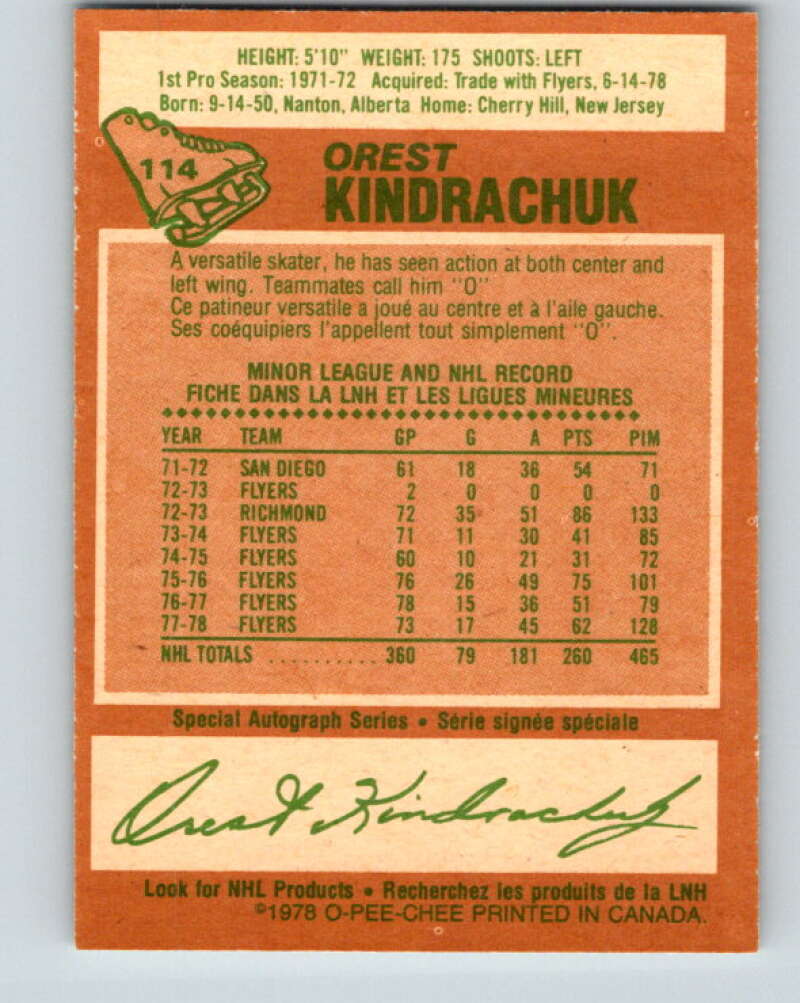 HEIGHT: 5'10" WEIGHT: 175 SHOOTS: LEFT
1st Pro Season: 1971-72 Acquired: Trade with Flyers, 6-14-78
Born: 9-14-50, Nanton, Alberta Home: Cherry Hill, New Jersey
114
OREST
KINDRACHUK
A versatile skater, he has seen action at both center and
left wing. Teammates call him "O"
Ce patineur versatile a joué au centre et à l'aile gauche.
Ses coéquipiers l'appellent tout simplement "O".
MINOR LEAGUE AND NHL RECORD
FICHE DANS LA LNH ET LES LIGUES MINEURES
YEAR TEAM GP G A PTS PIM
71-72 SAN DIEGO 61 18 36 54 71
72-73 FLYERS 2 0 0 0 0
72-73 RICHMOND 72 35 51 86 133
73-74 FLYERS 71 11 30 41 85
74-75 FLYERS 60 10 21 31 72
75-76 FLYERS 76 26 49 75 101
76-77 FLYERS 78 15 36 51 79
77-78 FLYERS 73 17 45 62 128
NHL TOTALS .......... 360 79 181 260 465
Special Autograph Series • Série signée spéciale
Orest Kindrachuk
Look for NHL Products • Recherchez les produits de la LNH
©1978 O-PEE-CHEE PRINTED IN CANADA.